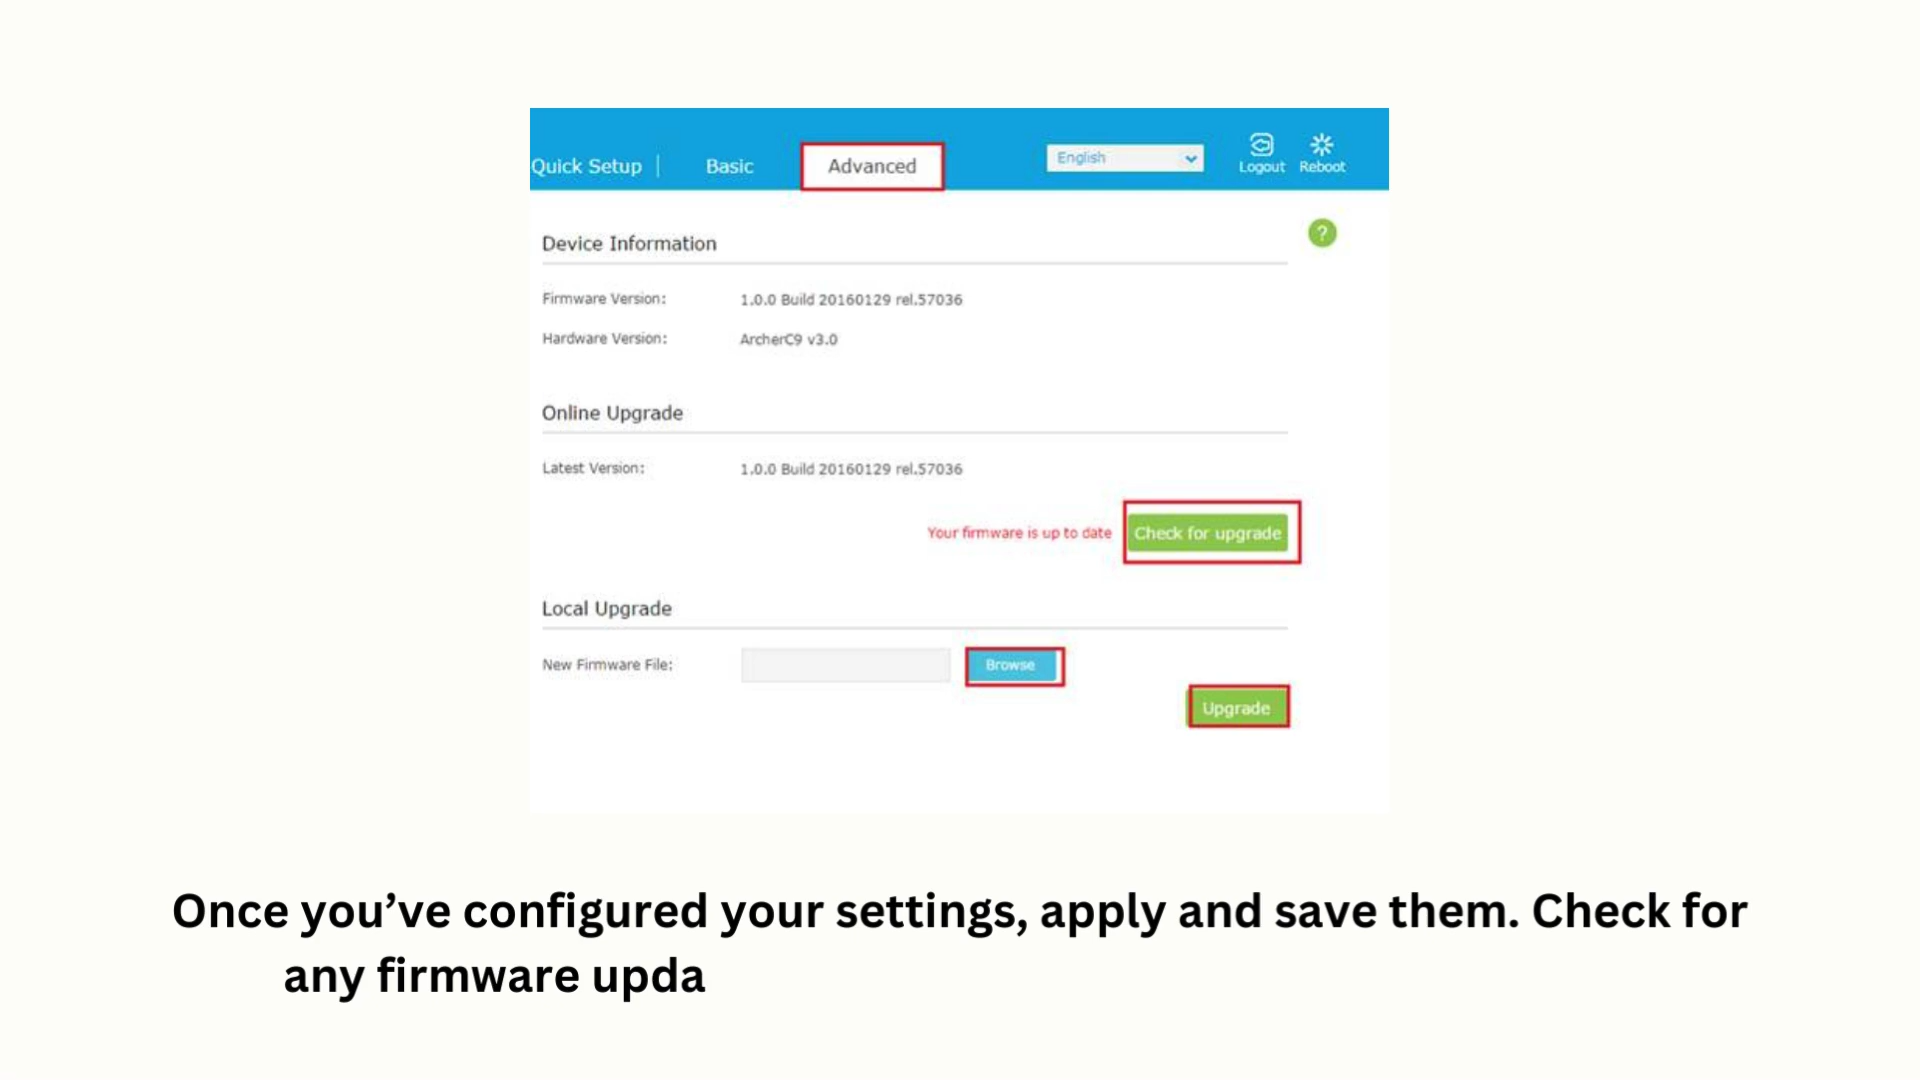 Quick Setup | Basic Advanced English Logout Reboot
Device Information ?
Firmware Version: 1.0.0 Build 20160129 rel.57036
Hardware Version: ArcherC9 v3.0
Online Upgrade
Latest Version: 1.0.0 Build 20160129 rel.57036
Your firmware is up to date Check for upgrade
Local Upgrade
New Firmware File: Browse
Upgrade
Once you’ve configured your settings, apply and save them. Check for
any firmware upda